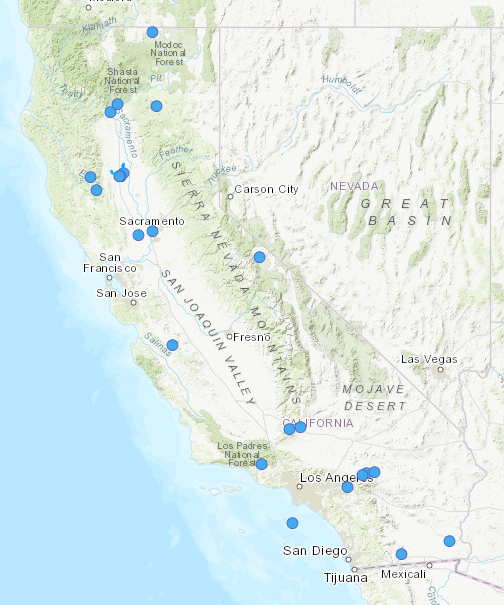 Klamath
Modoc
National
Forest
Shasta
National
Forest
Pit
Trinity
Sacramento
Humboldt
Feather
Truckee
Carson City
NEVADA
GREAT
BASIN
SIERRA NEVADA MOUNTAINS
Sacramento
San
Francisco
San Jose
SAN JOAQUIN VALLEY
Salinas
Fresno
Las Vegas
MOJAVE
DESERT
CALIFORNIA
Los Padres
National
Forest
Los Angeles
San Diego
Tijuana
Mexicali